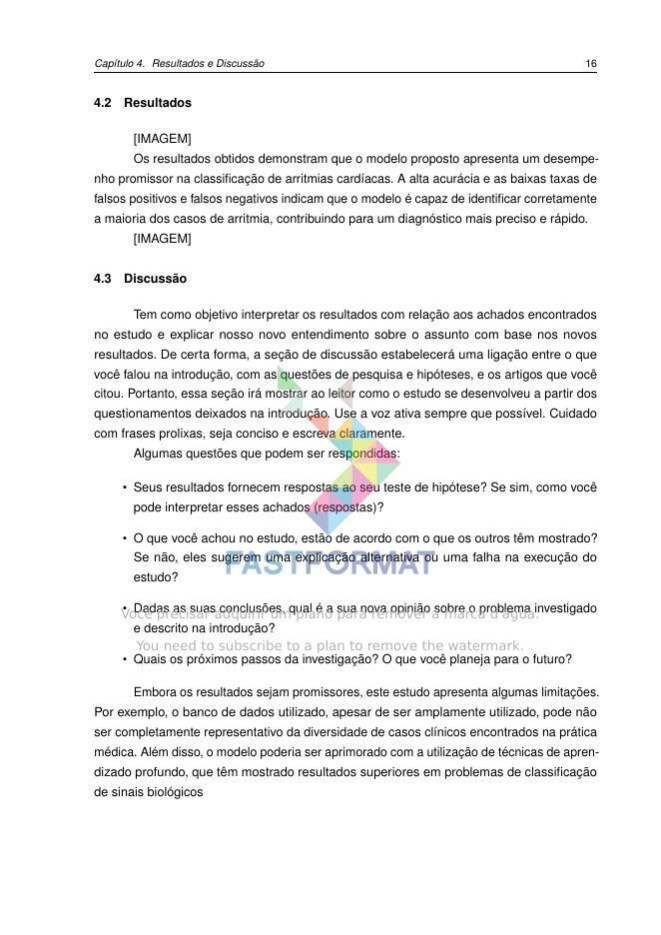 Capítulo 4. Resultados e Discussão 16
4.2 Resultados
[IMAGEM]
Os resultados obtidos demonstram que o modelo proposto apresenta um desempe-
nho promissor na classificação de arritmias cardíacas. A alta acurácia e as baixas taxas de
falsos positivos e falsos negativos indicam que o modelo é capaz de identificar corretamente
a maioria dos casos de arritmia, contribuindo para um diagnóstico mais preciso e rápido.
[IMAGEM]
4.3 Discussão
Tem como objetivo interpretar os resultados com relação aos achados encontrados
no estudo e explicar nosso novo entendimento sobre o assunto com base nos novos
resultados. De certa forma, a seção de discussão estabelecerá uma ligação entre o que
você falou na introdução, com as questões de pesquisa e hipóteses, e os artigos que você
citou. Portanto, essa seção irá mostrar ao leitor como o estudo se desenvolveu a partir dos
questionamentos deixados na introdução. Use a voz ativa sempre que possível. Cuidado
com frases prolixas, seja conciso e escreva claramente.
Algumas questões que podem ser respondidas:
• Seus resultados fornecem respostas ao seu teste de hipótese? Se sim, como você
pode interpretar esses achados (respostas)?
• O que você achou no estudo, estão de acordo com o que os outros têm mostrado?
Se não, eles sugerem uma explicação alternativa ou uma falha na execução do
estudo?
FASTFORMAT
• Dadas as suas conclusões, qual é a sua nova opinião sobre o problema investigado
Você precisar adquirir um plano para remover a marca d'água.
e descrito na introdução?
You need to subscribe to a plan to remove the watermark.
• Quais os próximos passos da investigação? O que você planeja para o futuro?
Embora os resultados sejam promissores, este estudo apresenta algumas limitações.
Por exemplo, o banco de dados utilizado, apesar de ser amplamente utilizado, pode não
ser completamente representativo da diversidade de casos clínicos encontrados na prática
médica. Além disso, o modelo poderia ser aprimorado com a utilização de técnicas de apren-
dizado profundo, que têm mostrado resultados superiores em problemas de classificação
de sinais biológicos